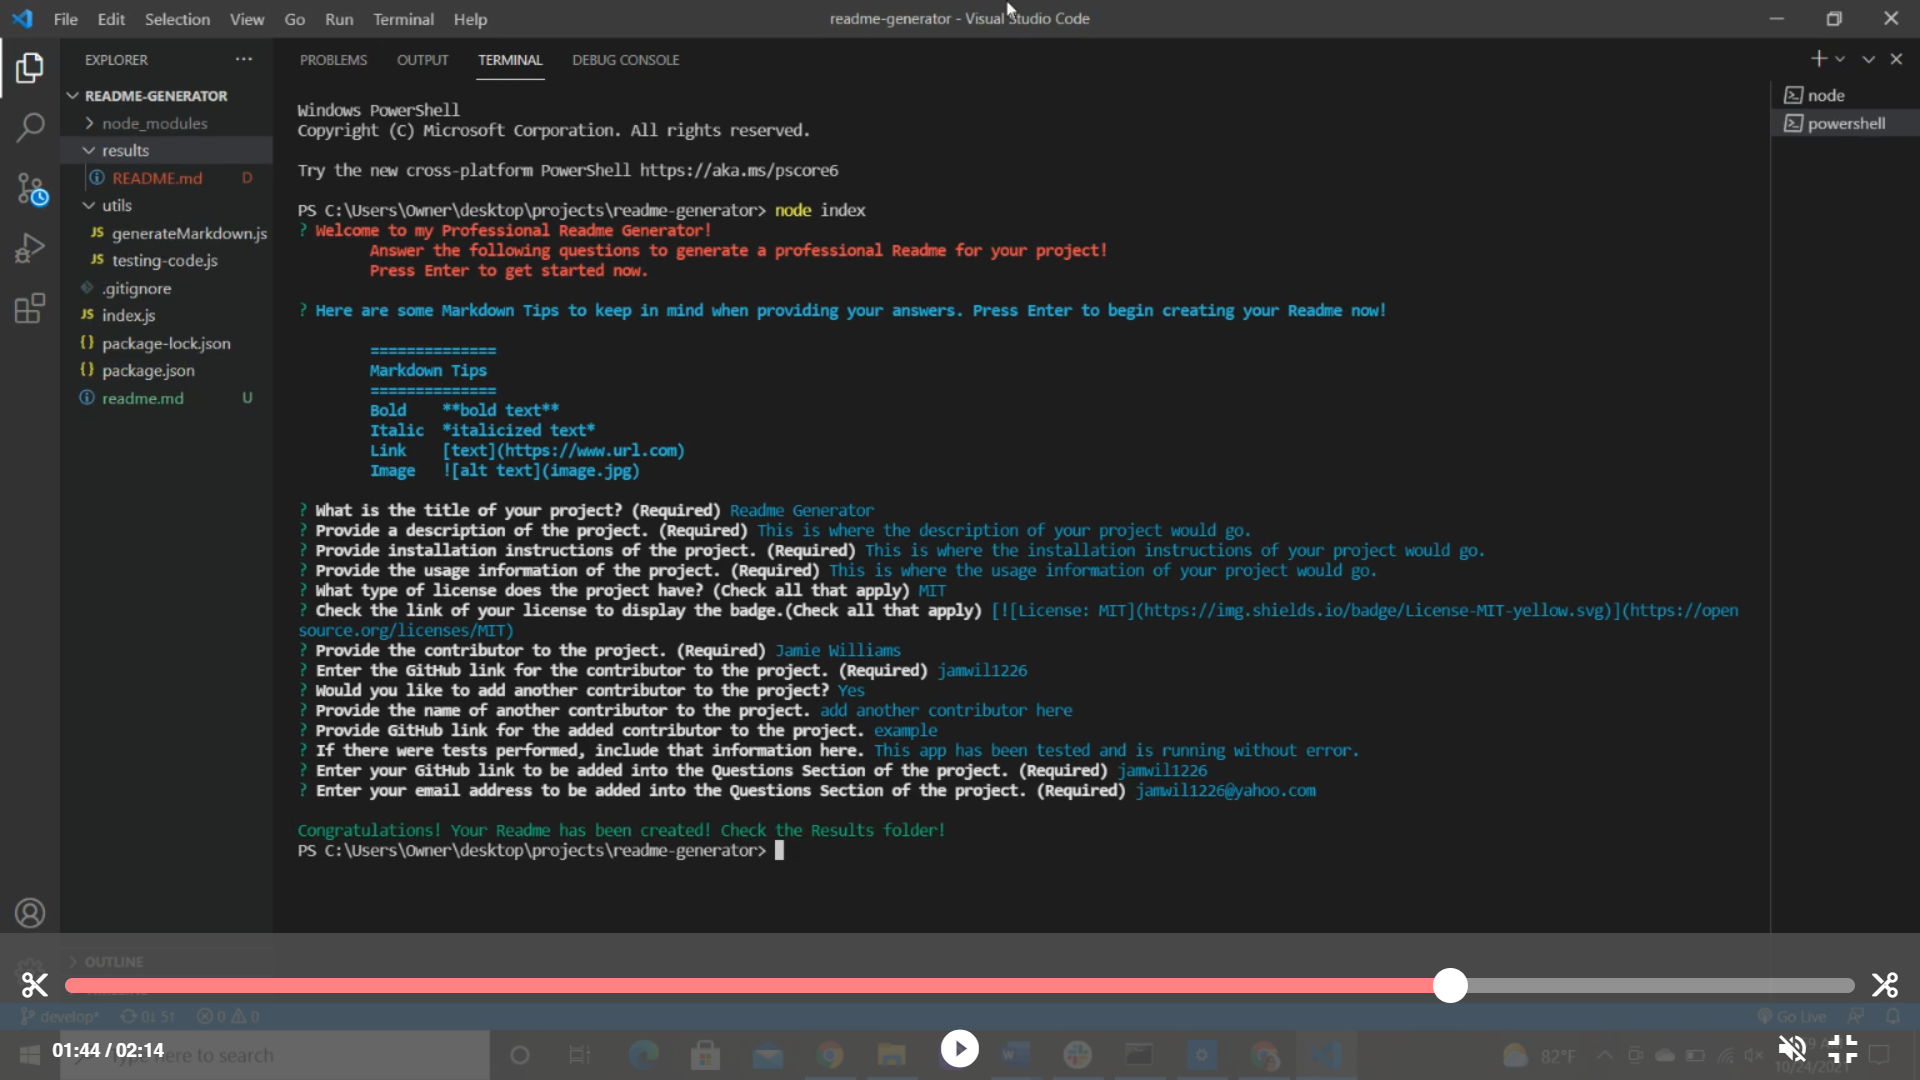 File Edit Selection View Go Run Terminal Help
readme-generator - Visual Studio Code
EXPLORER
PROBLEMS OUTPUT TERMINAL DEBUG CONSOLE
README-GENERATOR
node_modules
results
README.md D
utils
JS generateMarkdown.js
JS testing-code.js
.gitignore
JS index.js
{} package-lock.json
{} package.json
readme.md U
Windows PowerShell
Copyright (C) Microsoft Corporation. All rights reserved.
Try the new cross-platform PowerShell https://aka.ms/pscore6
PS C:\Users\Owner\desktop\projects\readme-generator> node index
? Welcome to my Professional Readme Generator!
Answer the following questions to generate a professional Readme for your project!
Press Enter to get started now.
? Here are some Markdown Tips to keep in mind when providing your answers. Press Enter to begin creating your Readme now!
==============
Markdown Tips
==============
Bold **bold text**
Italic *italicized text*
Link [text](https://www.url.com)
Image ![alt text](image.jpg)
? What is the title of your project? (Required) Readme Generator
? Provide a description of the project. (Required) This is where the description of your project would go.
? Provide installation instructions of the project. (Required) This is where the installation instructions of your project would go.
? Provide the usage information of the project. (Required) This is where the usage information of your project would go.
? What type of license does the project have? (Check all that apply) MIT
? Check the link of your license to display the badge.(Check all that apply) [![License: MIT](https://img.shields.io/badge/License-MIT-yellow.svg)](https://open
source.org/licenses/MIT)
? Provide the contributor to the project. (Required) Jamie Williams
? Enter the GitHub link for the contributor to the project. (Required) jamwil1226
? Would you like to add another contributor to the project? Yes
? Provide the name of another contributor to the project. add another contributor here
? Provide GitHub link for the added contributor to the project. example
? If there were tests performed, include that information here. This app has been tested and is running without error.
? Enter your GitHub link to be added into the Questions Section of the project. (Required) jamwil1226
? Enter your email address to be added into the Questions Section of the project. (Required) jamwil1226@yahoo.com
Congratulations! Your Readme has been created! Check the Results folder!
PS C:\Users\Owner\desktop\projects\readme-generator>
node
powershell
OUTLINE
develop* 0↓ 5↑ 0 0
Go Live
01:44 / 02:14
here to search
82°F